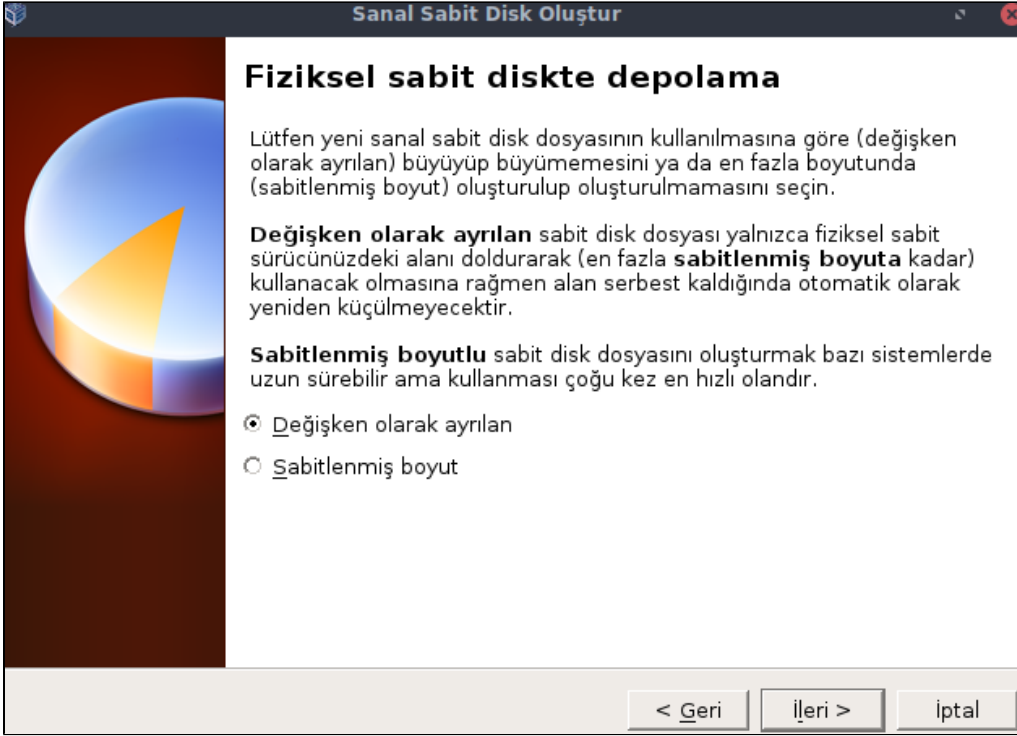 Sanal Sabit Disk Oluştur
Fiziksel sabit diskte depolama
Lütfen yeni sanal sabit disk dosyasının kullanılmasına göre (değişken
olarak ayrılan) büyüyüp büyümemesini ya da en fazla boyutunda
(sabitlenmiş boyut) oluşturulup oluşturulmamasını seçin.
Değişken olarak ayrılan sabit disk dosyası yalnızca fiziksel sabit
sürücünüzdeki alanı doldurarak (en fazla sabitlenmiş boyuta kadar)
kullanacak olmasına rağmen alan serbest kaldığında otomatik olarak
yeniden küçülmeyecektir.
Sabitlenmiş boyutlu sabit disk dosyasını oluşturmak bazı sistemlerde
uzun sürebilir ama kullanması çoğu kez en hızlı olandır.
Değişken olarak ayrılan
Sabitlenmiş boyut
< Geri İleri > İptal